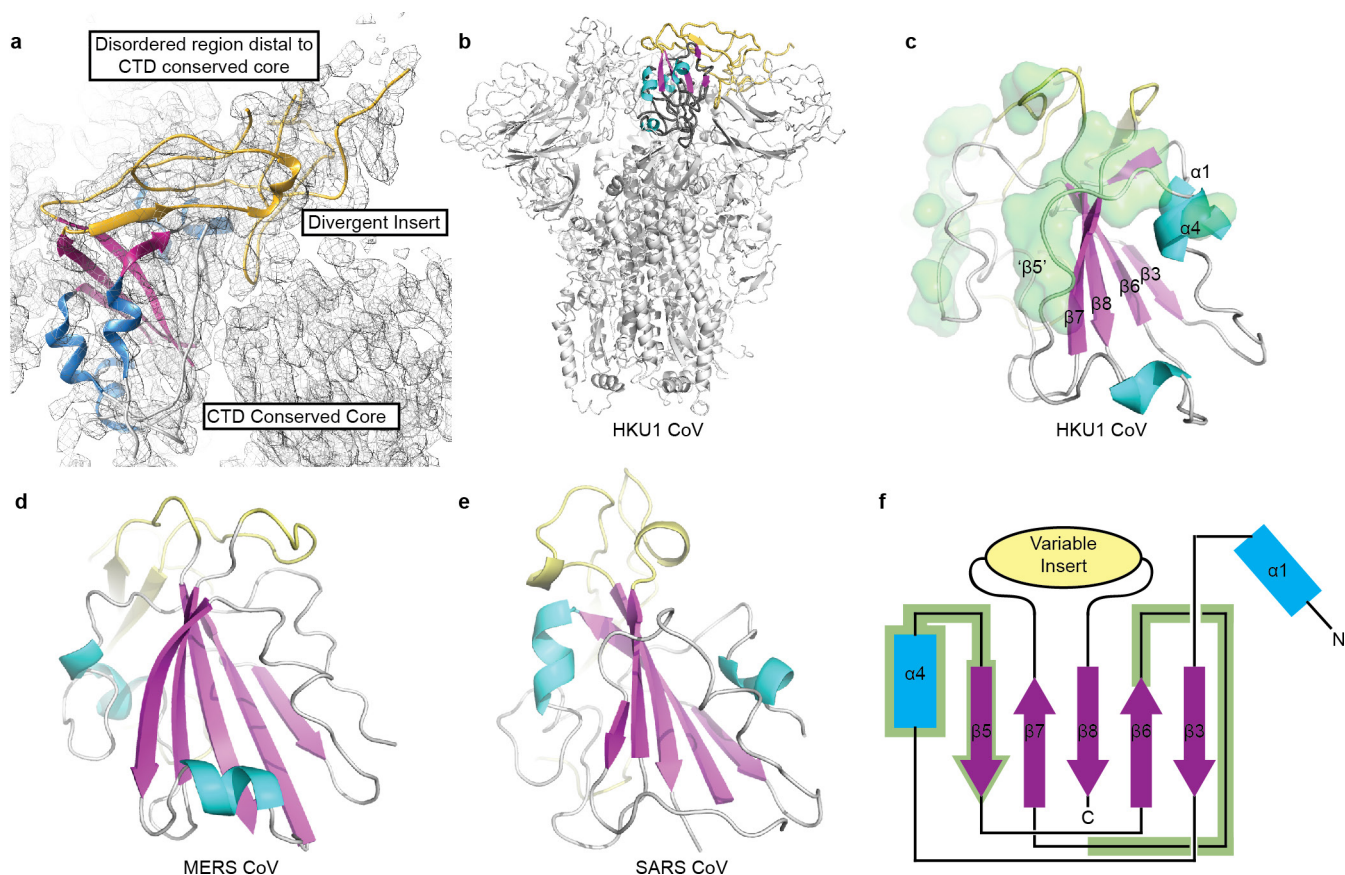 a
Disordered region distal to
CTD conserved core
Divergent Insert
CTD Conserved Core
b
HKU1 CoV
c
α1
α4
‘β5’
β7
β8
β6
β3
HKU1 CoV
d
MERS CoV
e
SARS CoV
f
Variable
Insert
α1
N
α4
β5
β7
β8
β6
β3
C